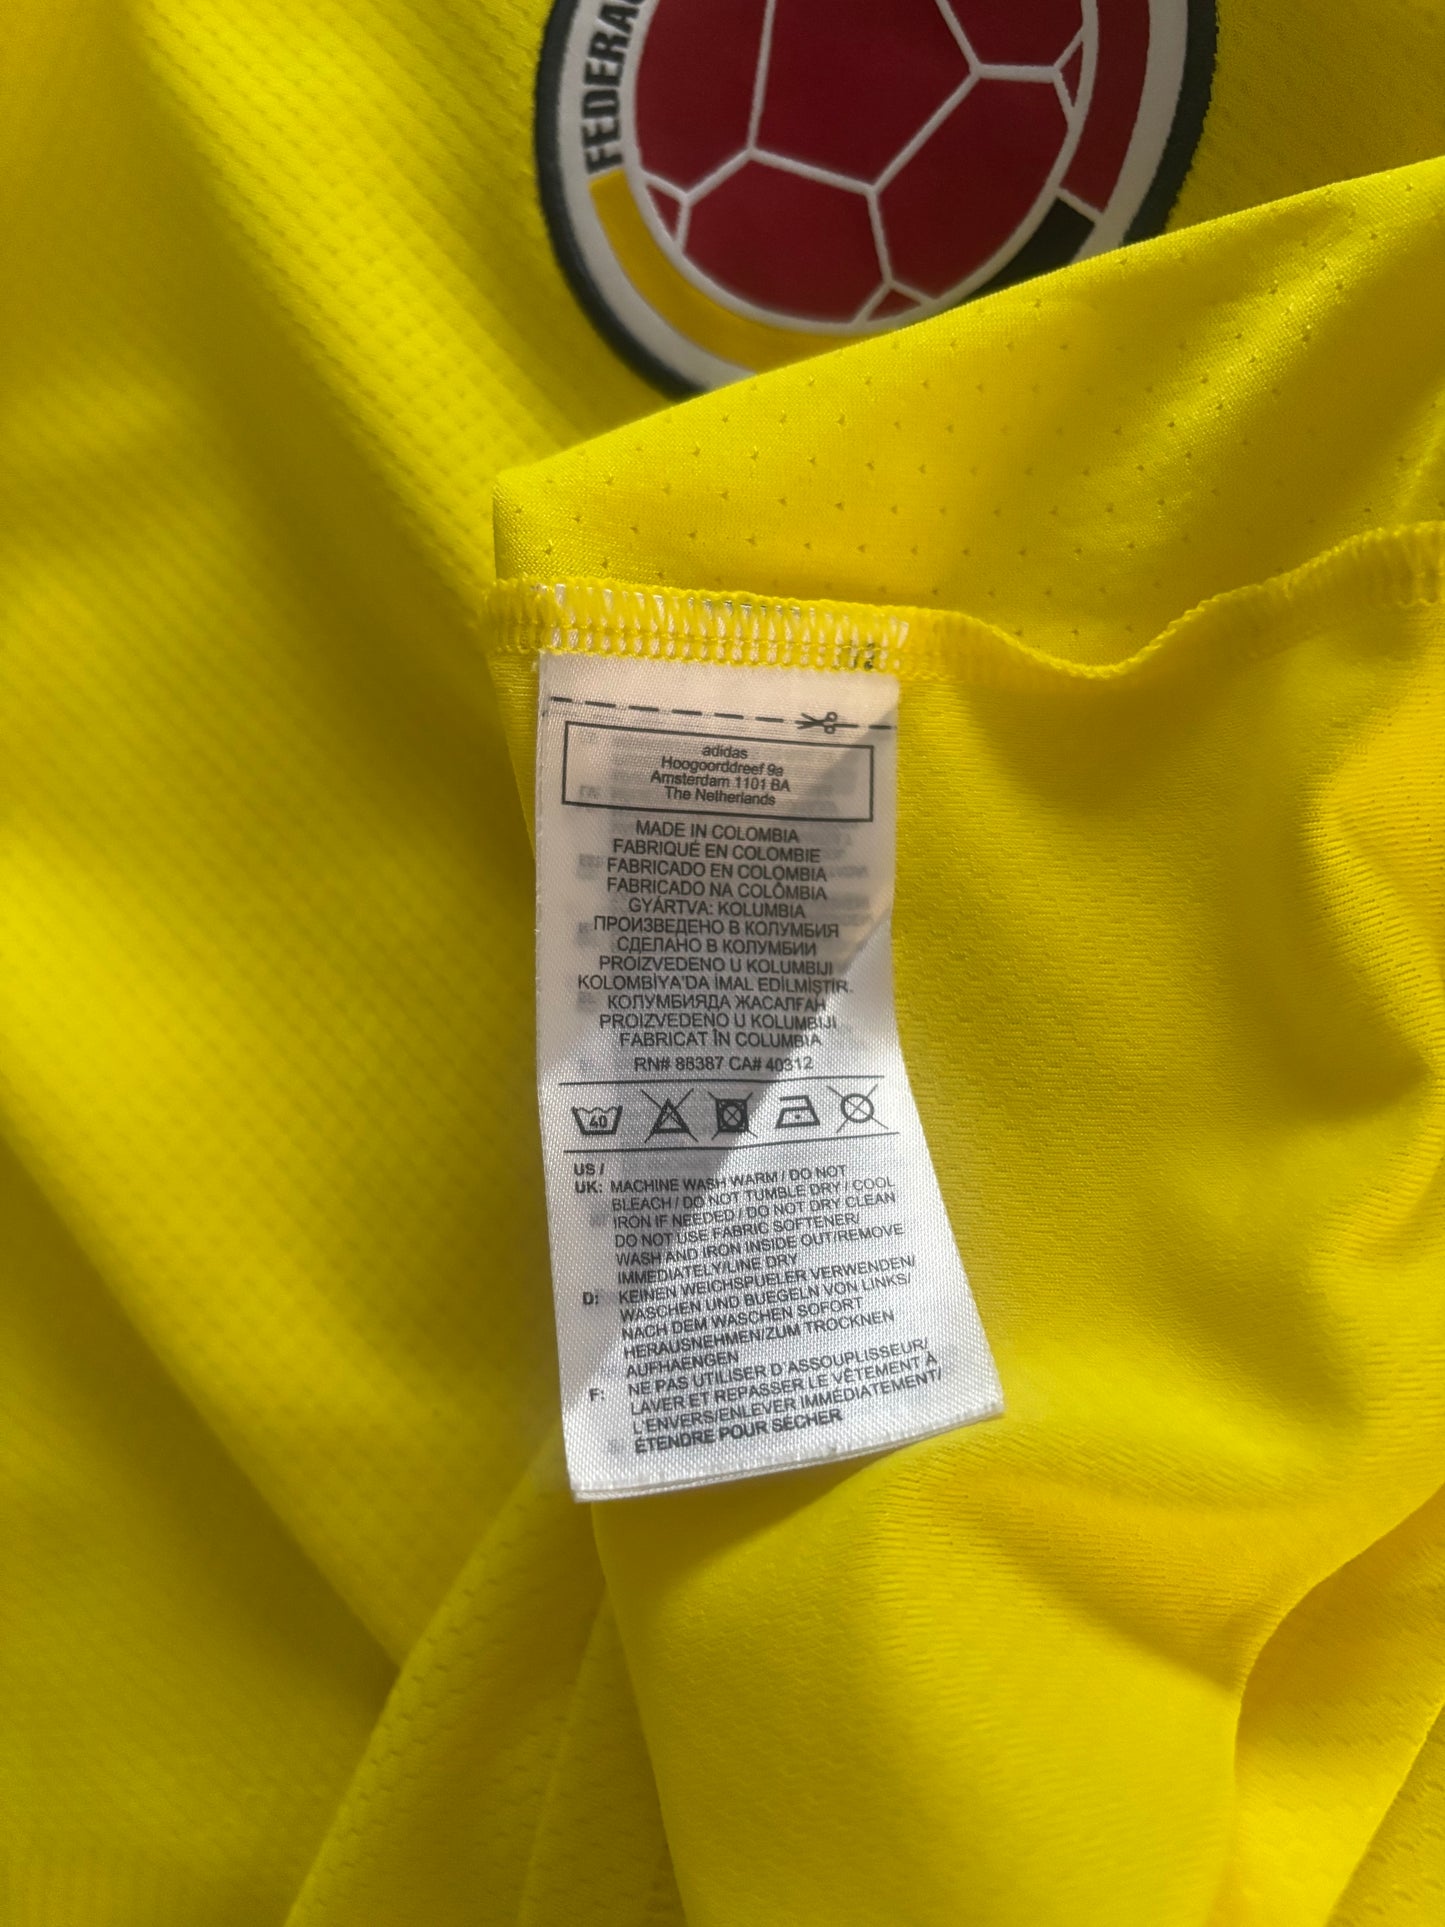 FEDERA
adidas
Hoogoorddreef 9a
Amsterdam 1101 BA
The Netherlands
MADE IN COLOMBIA
FABRIQUÉ EN COLOMBIE
FABRICADO EN COLOMBIA
FABRICADO NA COLÔMBIA
GYÁRTVA: KOLUMBIA
ПРОИЗВЕДЕНО В КОЛУМБИЯ
СДЕЛАНО В КОЛУМБИИ
PROIZVEDENO U KOLUMBIJI
KOLOMBİYA'DA İMAL EDİLMİŞTİR.
КОЛУМБИЯДА ЖАСАЛҒАН
PROIZVEDENO U KOLUMBIJI
FABRICAT ÎN COLUMBIA
RN# 88387 CA# 40312
40
US /
UK: MACHINE WASH WARM / DO NOT
BLEACH / DO NOT TUMBLE DRY / COOL
IRON IF NEEDED / DO NOT DRY CLEAN
DO NOT USE FABRIC SOFTENER/
WASH AND IRON INSIDE OUT/REMOVE
IMMEDIATELY/LINE DRY
D: KEINEN WEICHSPUELER VERWENDEN/
WASCHEN UND BUEGELN VON LINKS/
NACH DEM WASCHEN SOFORT
HERAUSNEHMEN/ZUM TROCKNEN
AUFHAENGEN
F: NE PAS UTILISER D'ASSOUPLISSEUR/
LAVER ET REPASSER LE VÊTEMENT À
L'ENVERS/ENLEVER IMMÉDIATEMENT/
ÉTENDRE POUR SÉCHER